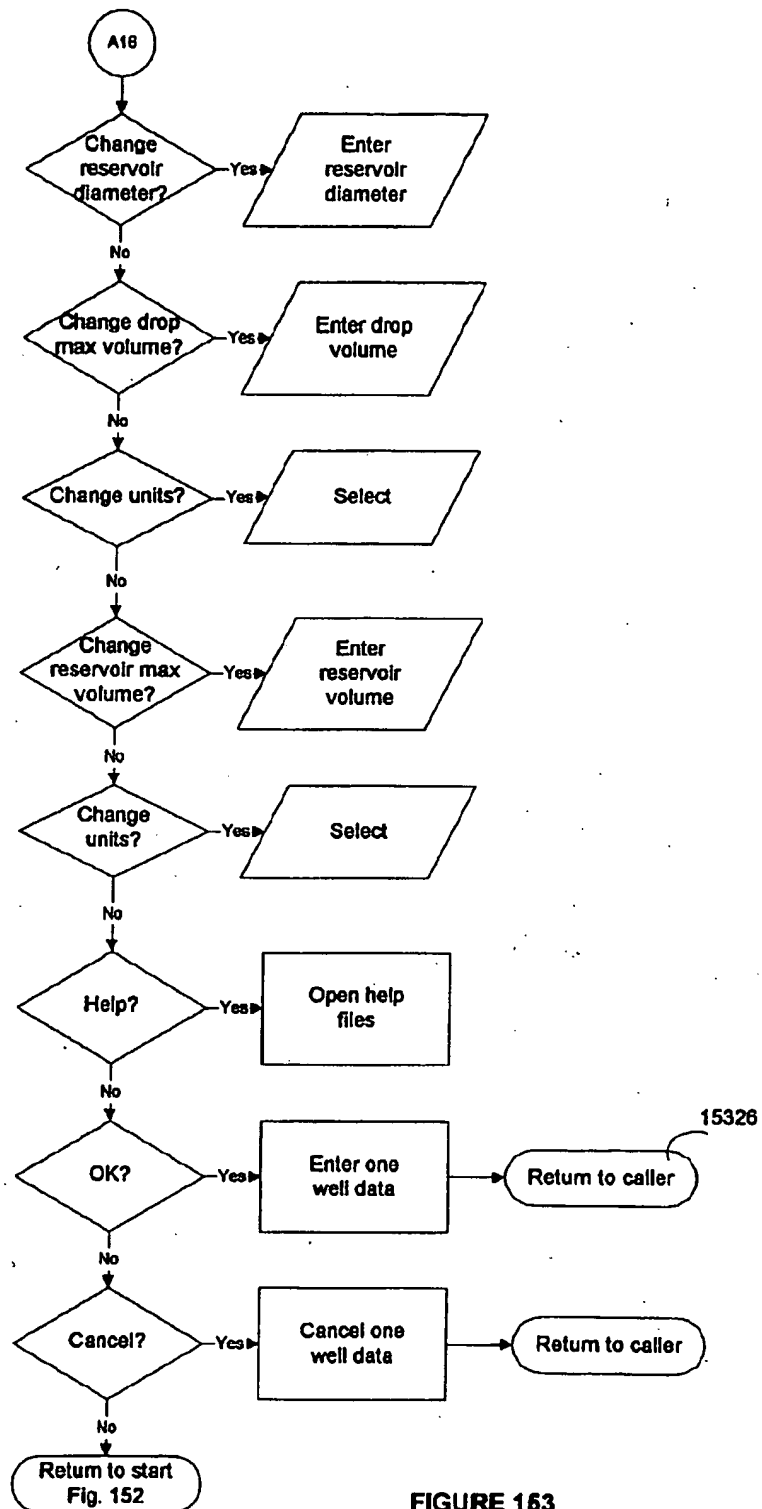 A16
Change
reservoir
diameter?
Yes
Enter
reservoir
diameter
No
Change drop
max volume?
Yes
Enter drop
volume
No
Change units?
Yes
Select
No
Change
reservoir max
volume?
Yes
Enter
reservoir
volume
No
Change
units?
Yes
Select
No
Help?
Yes
Open help
files
No
15326
OK?
Yes
Enter one
well data
Return to caller
No
Cancel?
Yes
Cancel one
well data
Return to caller
No
Return to start
Fig. 152
FIGURE 153